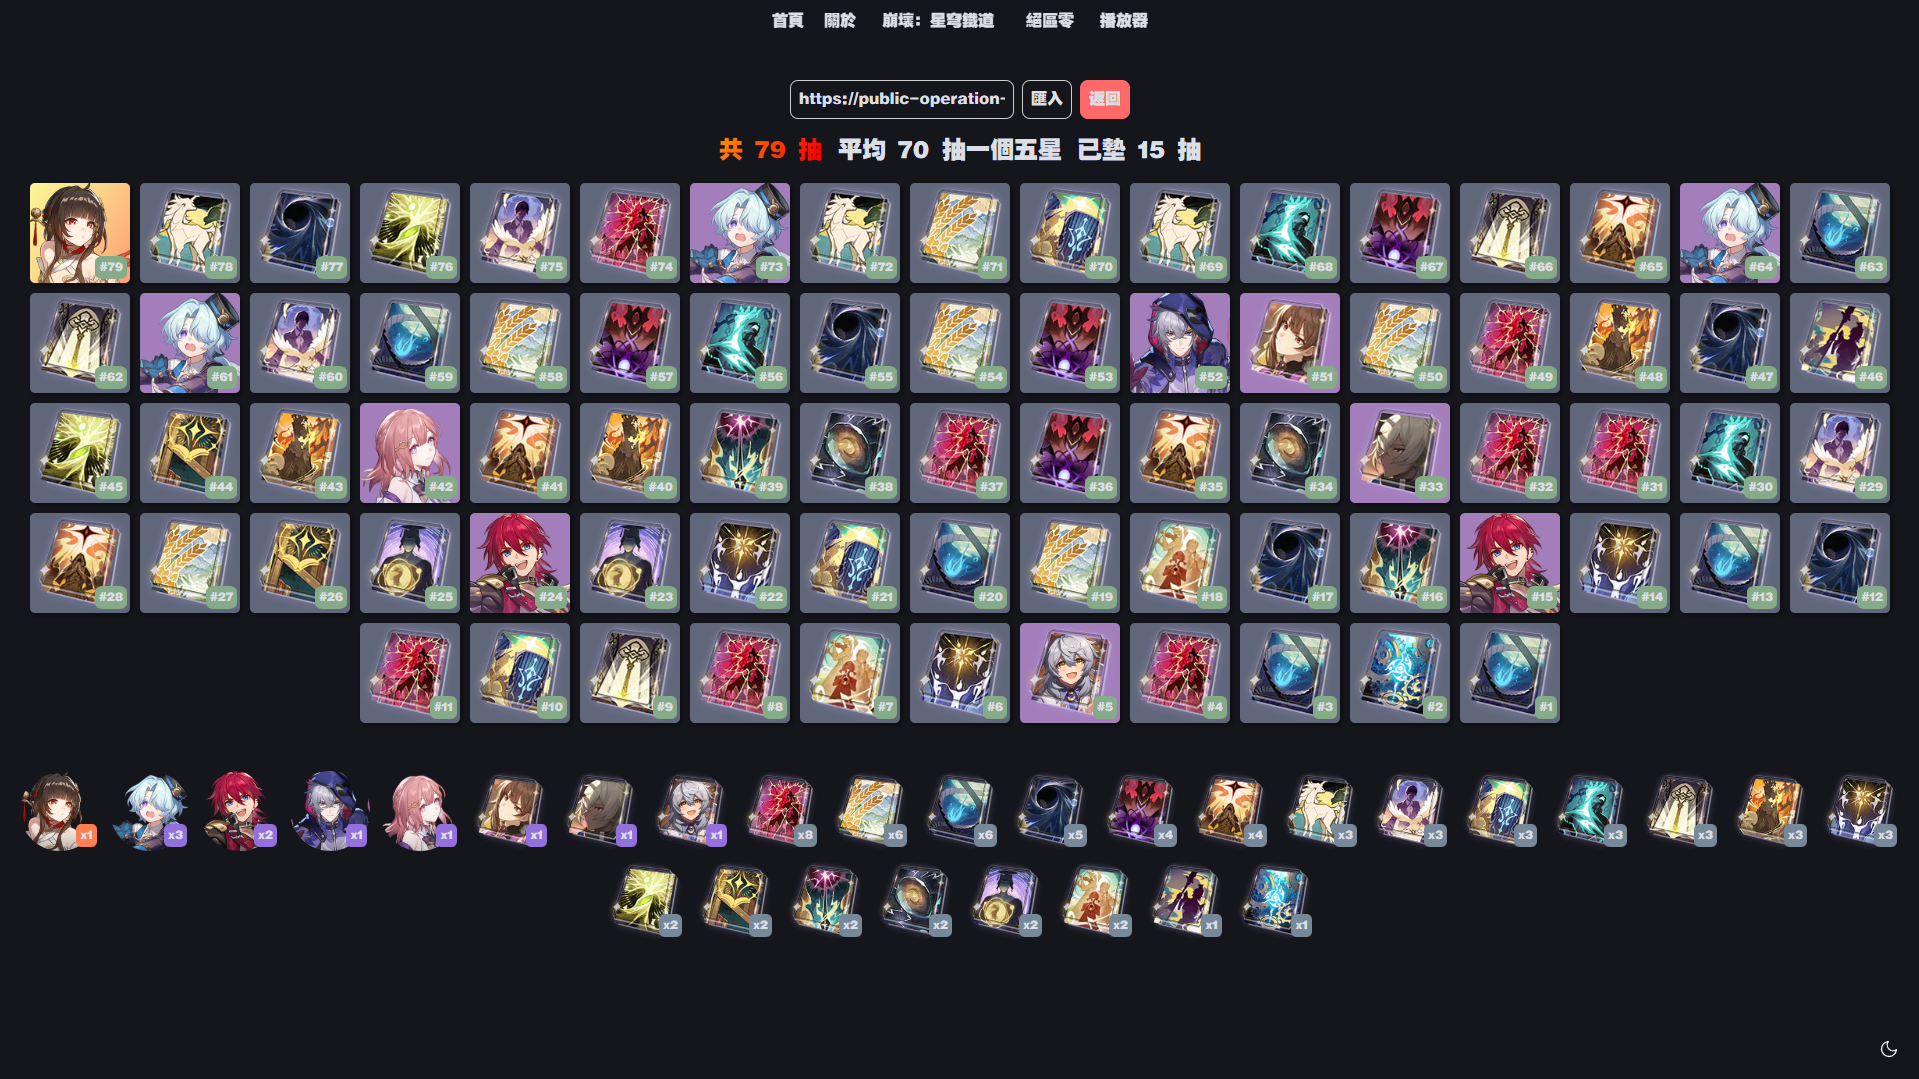 首頁 關於 崩壞：星穹鐵道 絕區零 播放器
https://public-operation- 匯入 返回
共 79 抽 平均 70 抽一個五星 已墊 15 抽
#79 #78 #77 #76 #75 #74 #73 #72 #71 #70 #69 #68 #67 #66 #65 #64 #63
#62 #61 #60 #59 #58 #57 #56 #55 #54 #53 #52 #51 #50 #49 #48 #47 #46
#45 #44 #43 #42 #41 #40 #39 #38 #37 #36 #35 #34 #33 #32 #31 #30 #29
#28 #27 #26 #25 #24 #23 #22 #21 #20 #19 #18 #17 #16 #15 #14 #13 #12
#11 #10 #9 #8 #7 #6 #5 #4 #3 #2 #1
x1 x3 x2 x1 x1 x1 x1 x1 x8 x6 x6 x5 x4 x4 x3 x3 x3 x3 x3 x3 x3
x2 x2 x2 x2 x2 x2 x1 x1